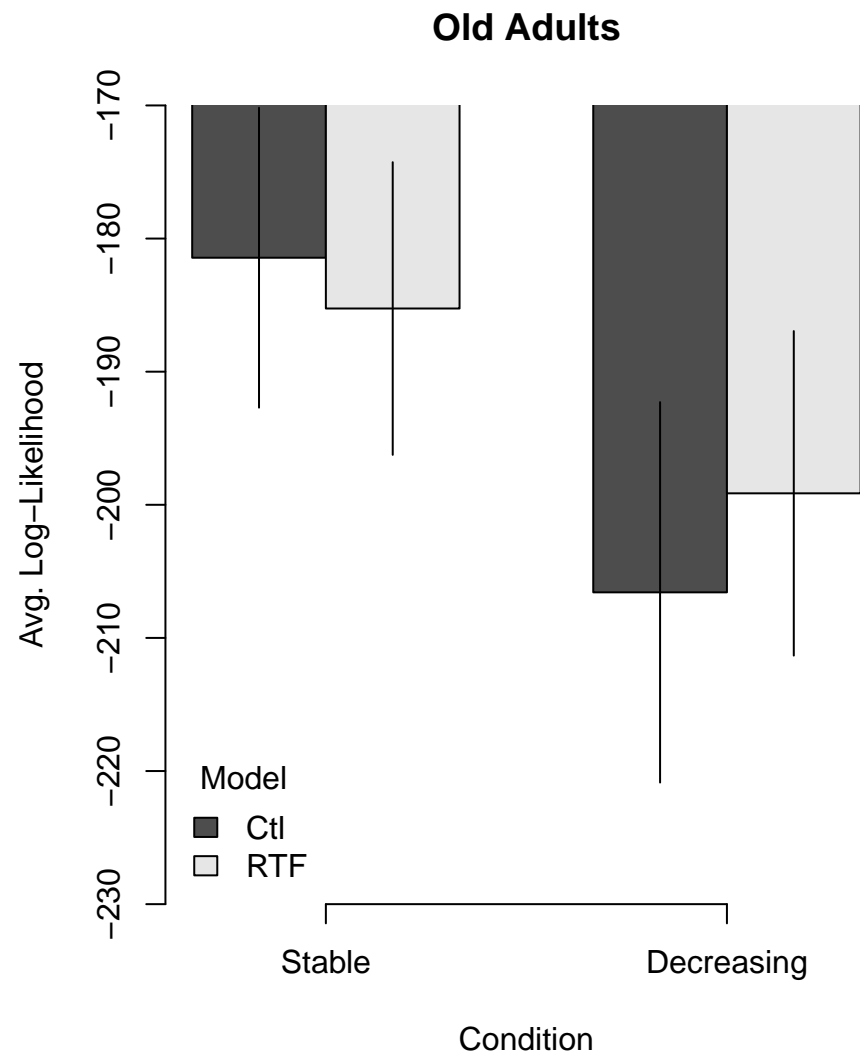 Old Adults
−170
−180
−190
−200
−210
−220
−230
Avg. Log−Likelihood
Model
Ctl
RTF
Stable Decreasing
Condition